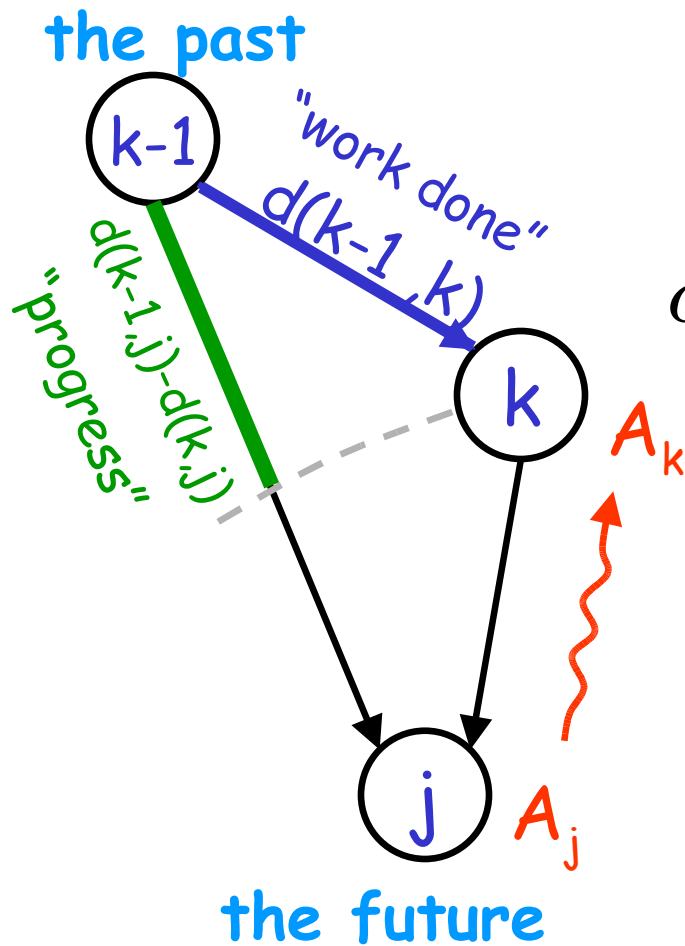 the past
k-1
"work done"
d(k-1,k)
d(k-1,j)-d(k,j)
"progress"
k
A_k
j
A_j
the future